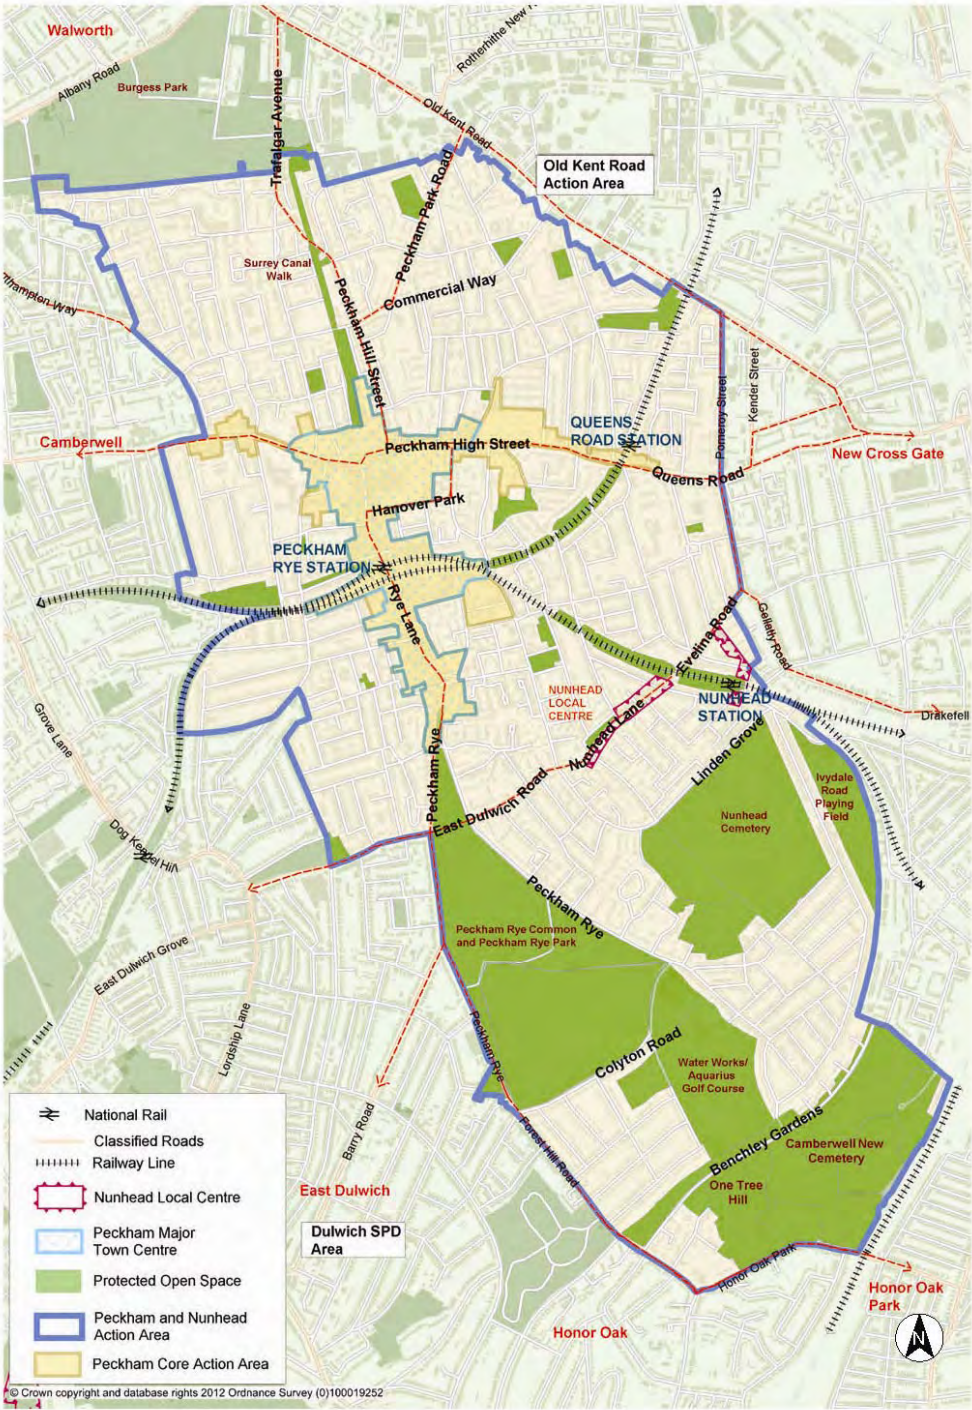 Walworth
Albany Road
Burgess Park
Trafalgar Avenue
Rotherhithe New
Old Kent Road
Old Kent Road
Action Area
Peckham Park Road
Surrey Canal
Walk
Commercial Way
Peckham Hill Street
Kender Street
Pomeroy Street
QUEENS
ROAD STATION
Camberwell
Peckham High Street
New Cross Gate
Queens Road
Hanover Park
PECKHAM
RYE STATION
Rye Lane
Evelina Road
Gellatly Road
NUNHEAD
LOCAL
CENTRE
NUNHEAD
STATION
Drakefell
Nunhead Lane
Linden Grove
Grove Lane
Peckham Rye
East Dulwich Road
Ivydale
Road
Playing
Field
Nunhead
Cemetery
Dog Kennel Hill
Peckham Rye
Peckham Rye Common
and Peckham Rye Park
East Dulwich Grove
Lordship Lane
Peckham Rye
Colyton Road
Water Works/
Aquarius
Golf Course
Barry Road
Forest Hill Road
Benchley Gardens
Camberwell New
Cemetery
One Tree
Hill
East Dulwich
Dulwich SPD
Area
Honor Oak Park
Honor Oak
Park
Honor Oak
N
National Rail
Classified Roads
Railway Line
Nunhead Local Centre
Peckham Major
Town Centre
Protected Open Space
Peckham and Nunhead
Action Area
Peckham Core Action Area
© Crown copyright and database rights 2012 Ordnance Survey (0)100019252